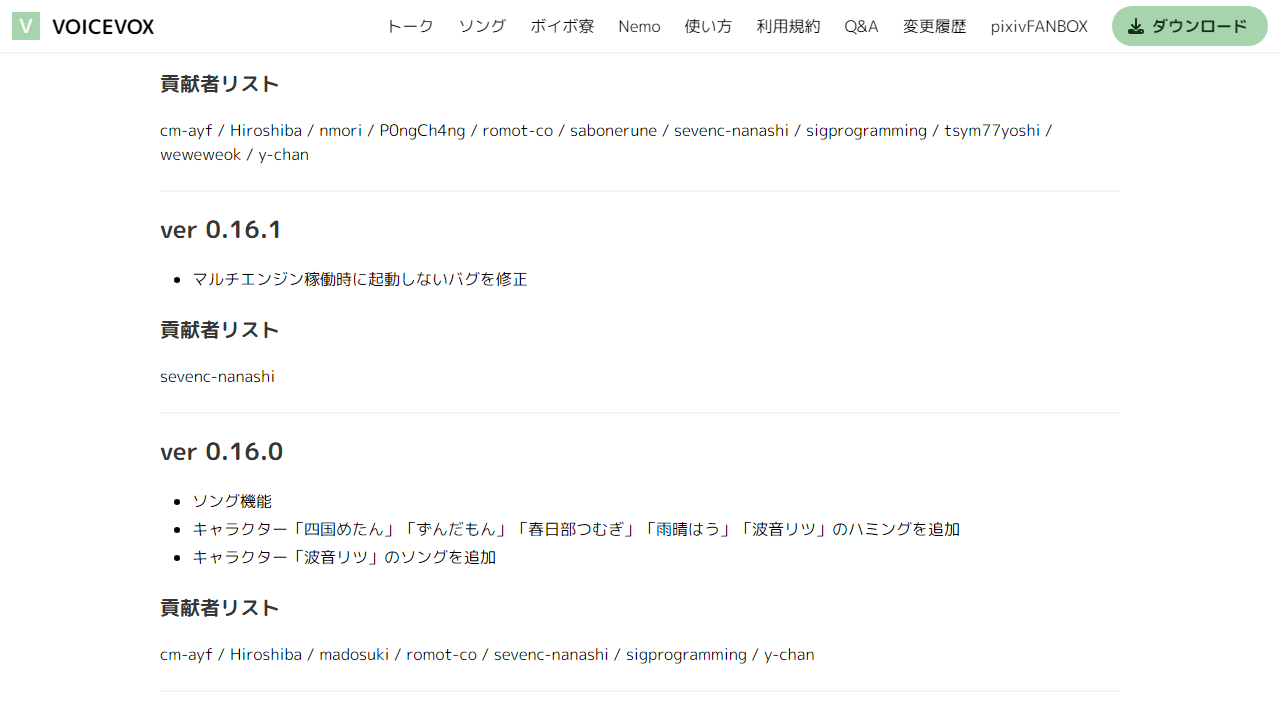 V VOICEVOX トーク ソング ボイボ寮 Nemo 使い方 利用規約 Q&A 変更履歴 pixivFANBOX ダウンロード
貢献者リスト
cm-ayf / Hiroshiba / nmori / P0ngCh4ng / romot-co / sabonerune / sevenc-nanashi / sigprogramming / tsym77yoshi /
weweweok / y-chan
ver 0.16.1
• マルチエンジン稼働時に起動しないバグを修正
貢献者リスト
sevenc-nanashi
ver 0.16.0
• ソング機能
• キャラクター「四国めたん」「ずんだもん」「春日部つむぎ」「雨晴はう」「波音リツ」のハミングを追加
• キャラクター「波音リツ」のソングを追加
貢献者リスト
cm-ayf / Hiroshiba / madosuki / romot-co / sevenc-nanashi / sigprogramming / y-chan